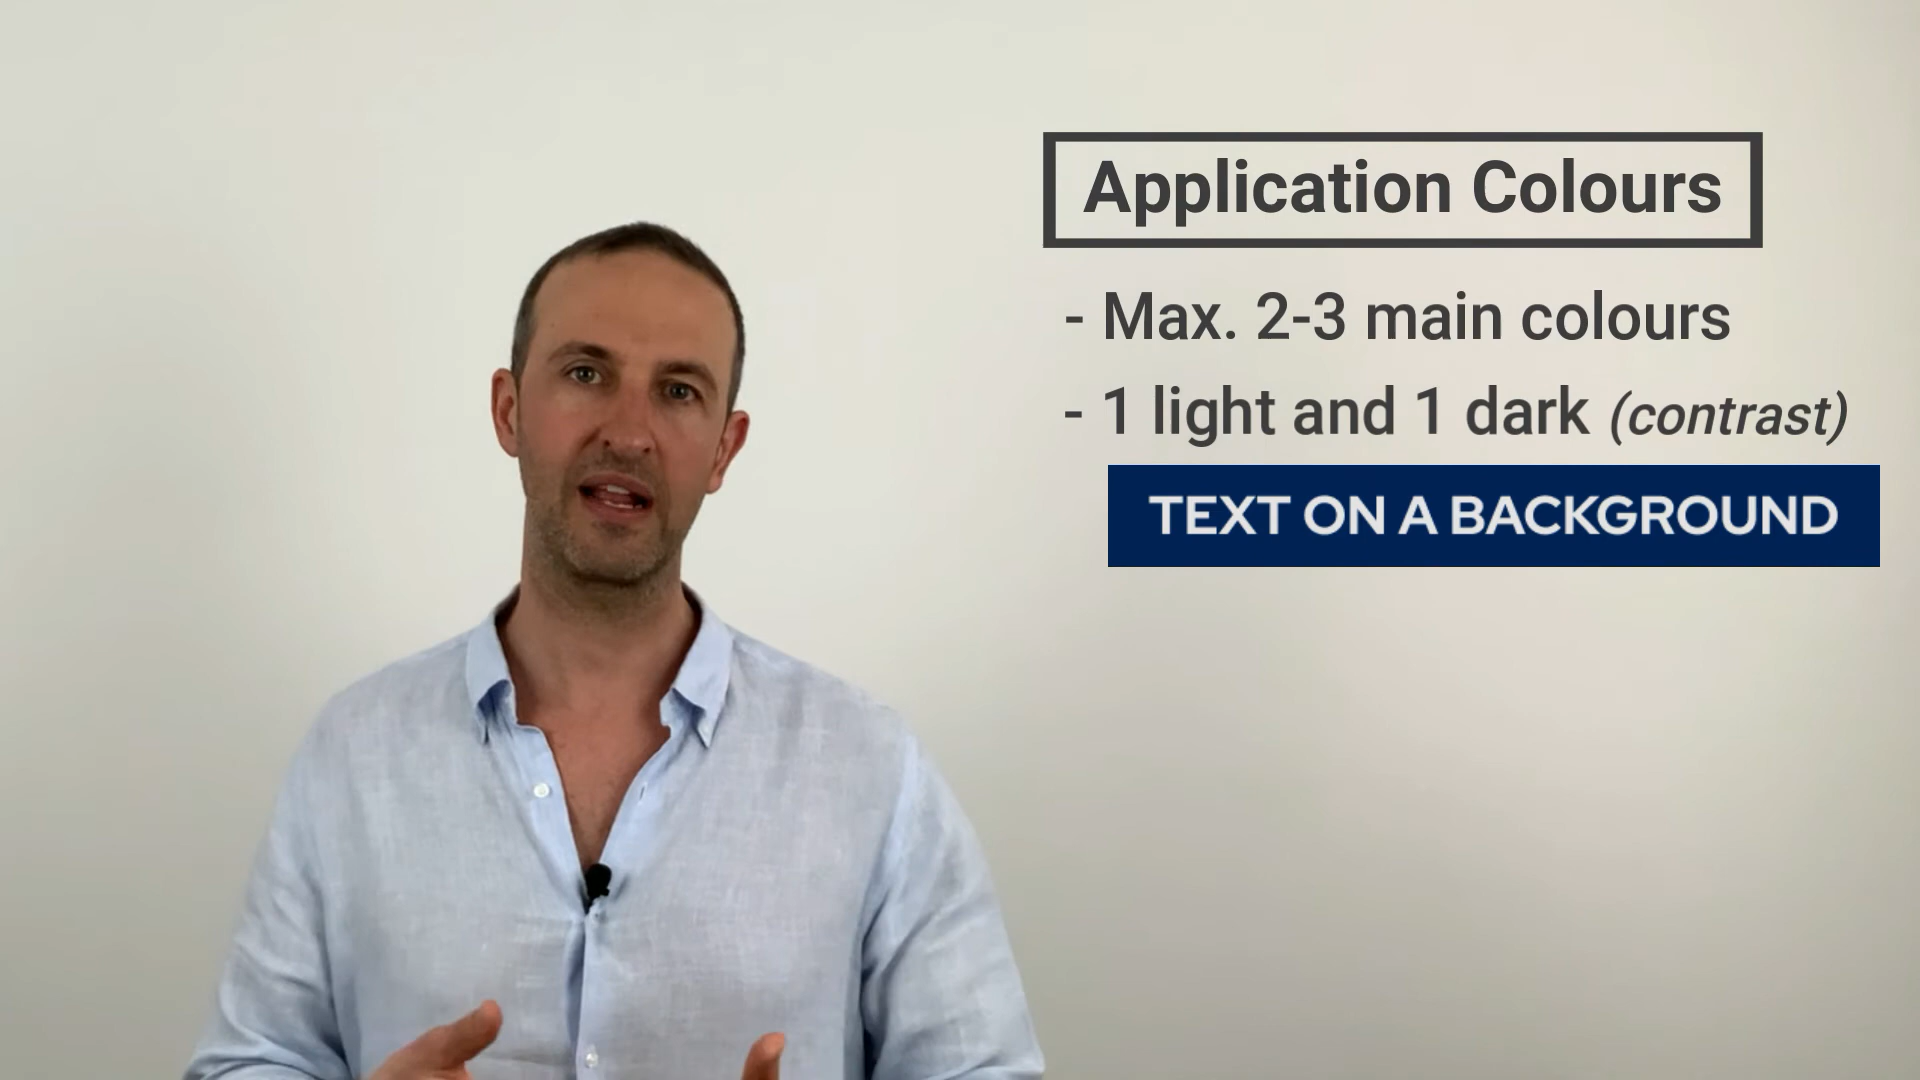 Application Colours
- Max. 2-3 main colours
- 1 light and 1 dark (contrast)
TEXT ON A BACKGROUND